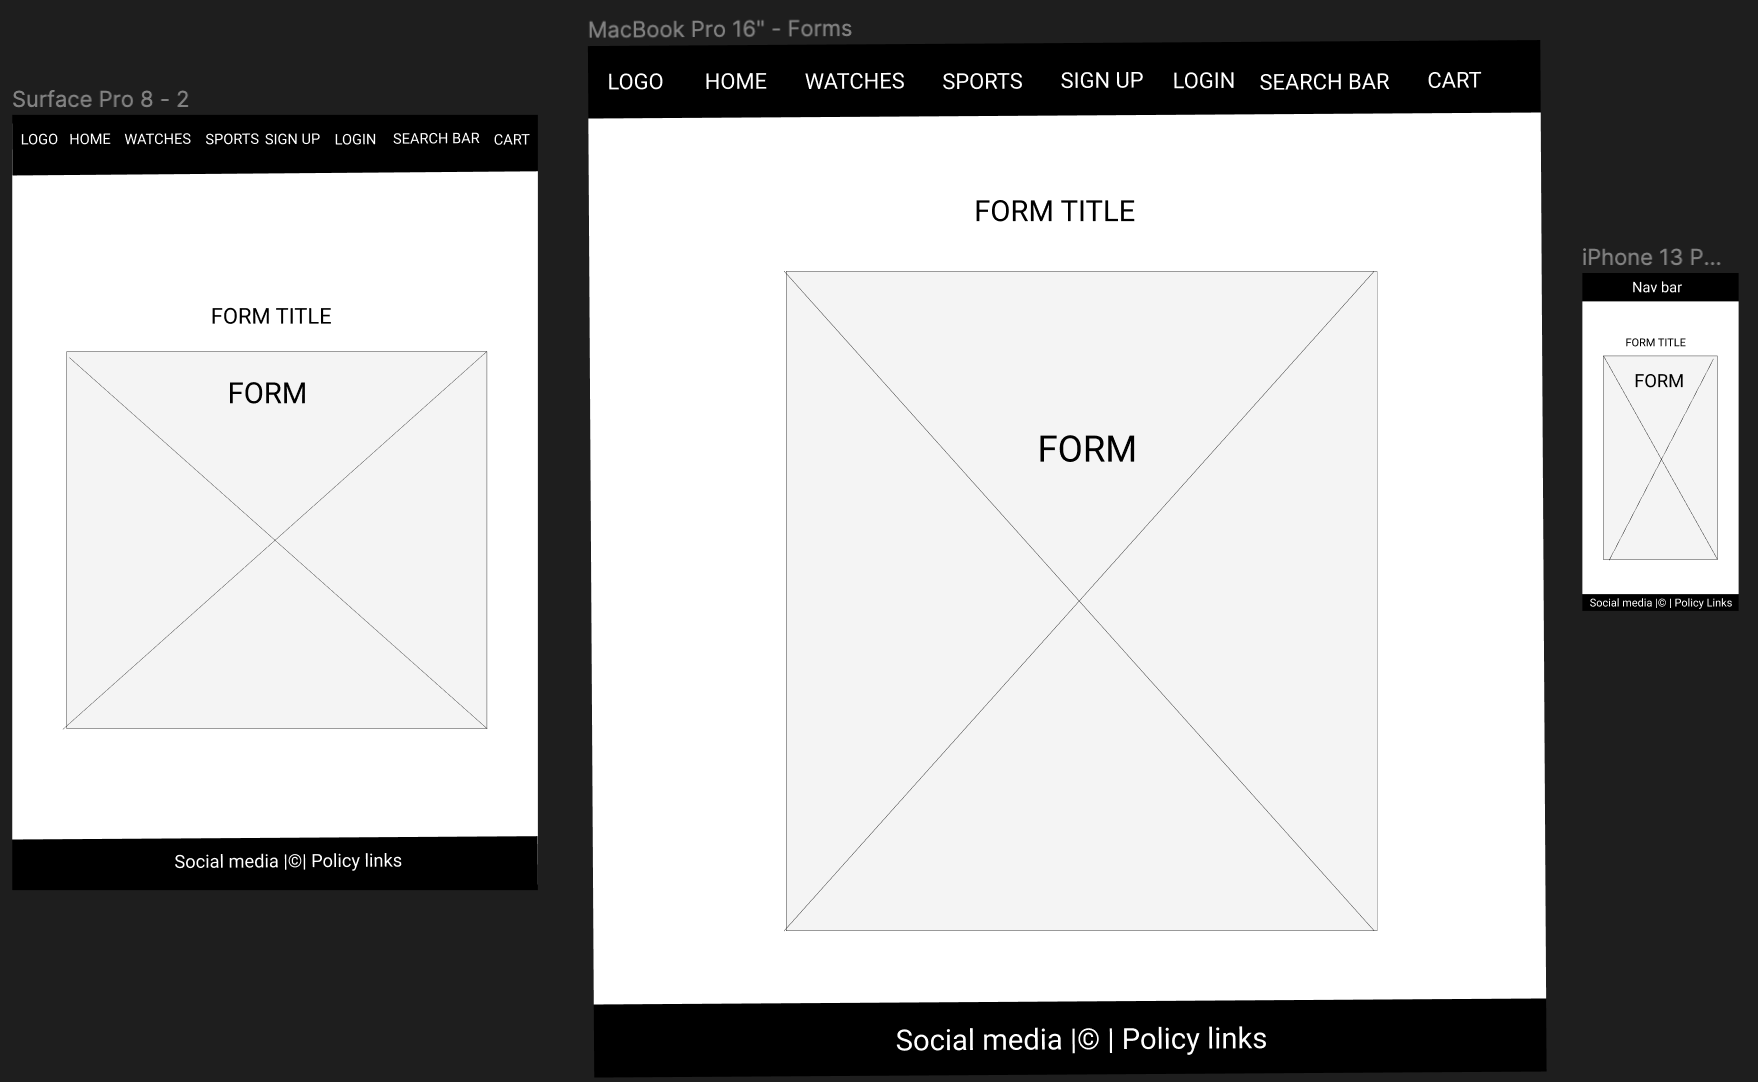 Surface Pro 8 - 2
LOGO HOME WATCHES SPORTS SIGN UP LOGIN SEARCH BAR CART
FORM TITLE
FORM
Social media |©| Policy links
MacBook Pro 16" - Forms
LOGO HOME WATCHES SPORTS SIGN UP LOGIN SEARCH BAR CART
FORM TITLE
FORM
Social media |© | Policy links
iPhone 13 P...
Nav bar
FORM TITLE
FORM
Social media |© | Policy Links